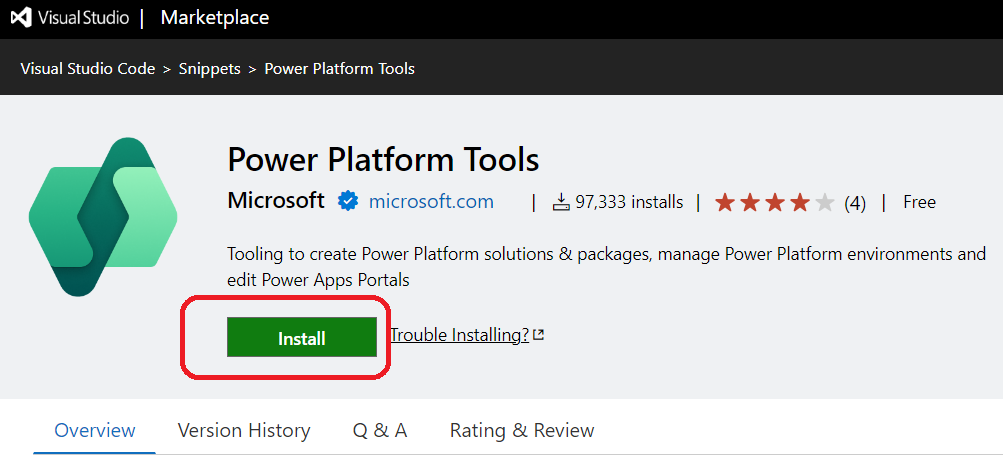 Visual Studio | Marketplace
Visual Studio Code > Snippets > Power Platform Tools
Power Platform Tools
Microsoft microsoft.com | 97,333 installs | (4) | Free
Tooling to create Power Platform solutions & packages, manage Power Platform environments and
edit Power Apps Portals
Install Trouble Installing?
Overview Version History Q & A Rating & Review